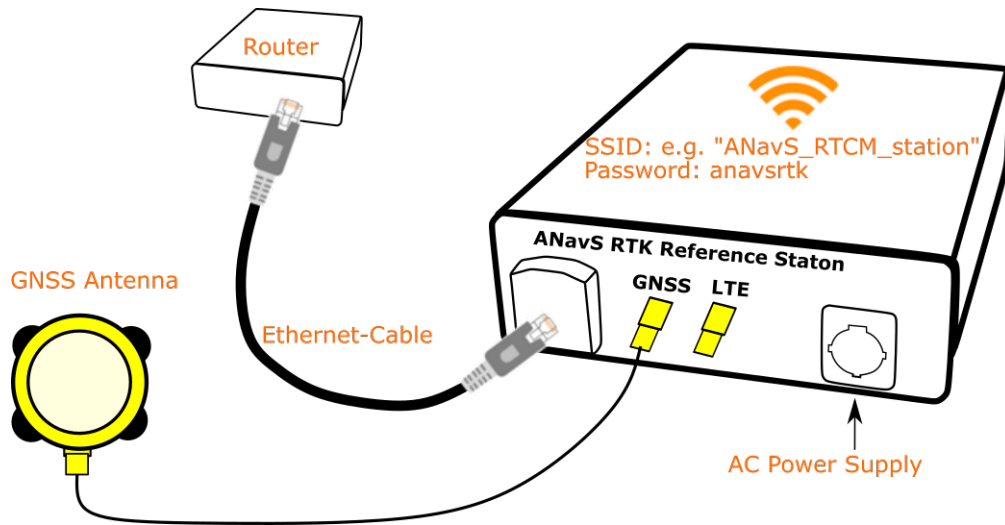 Router
SSID: e.g. "ANavS_RTCM_station"
Password: anavsrtk
ANavS RTK Reference Staton
GNSS LTE
GNSS Antenna
Ethernet-Cable
AC Power Supply